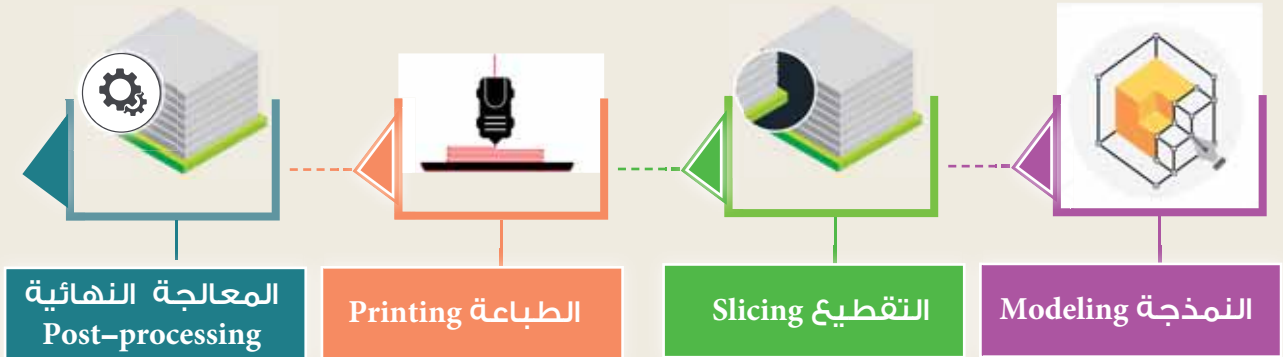 النمذجة Modeling
التقطيع Slicing
الطباعة Printing
المعالجة النهائية
Post–processing